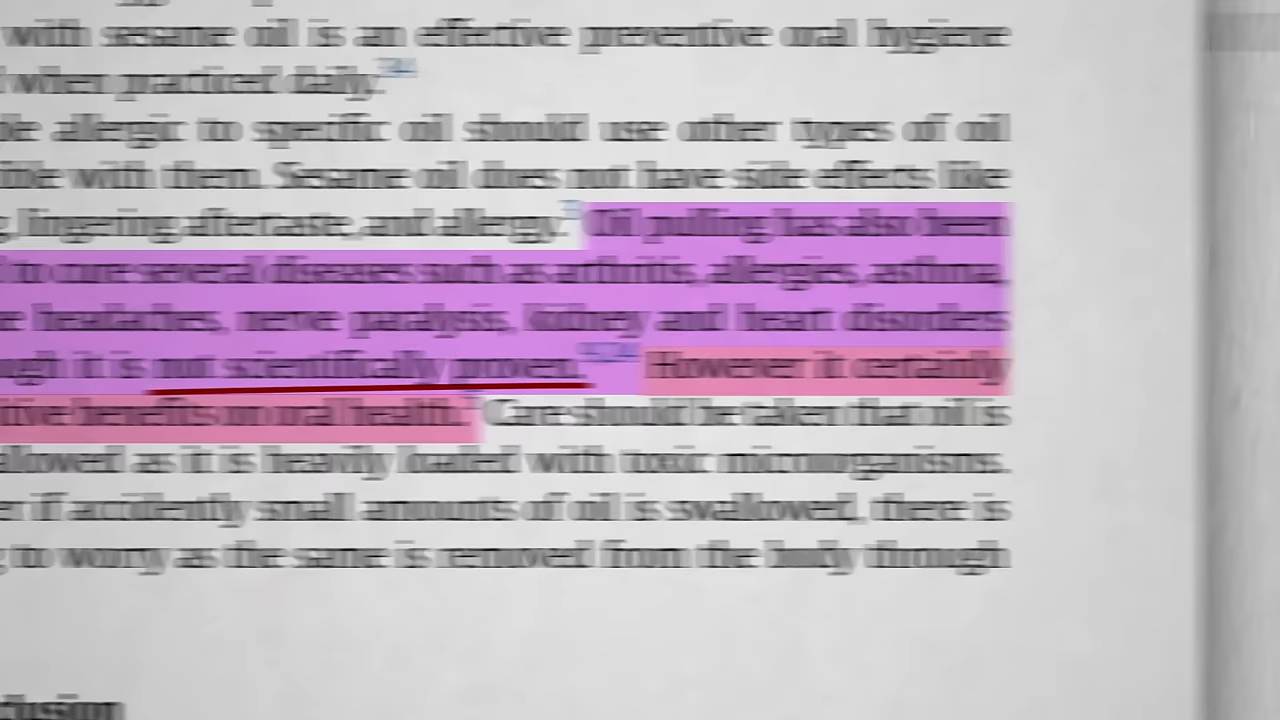 with sesame oil is an effective preventive oral hygiene
when practiced daily.
allergic to specific oil should use other types of oil
with them. Sesame oil does not have side effects like
lingering aftertaste, and allergy. Oil pulling has also been
to cure several diseases such as arthritis, allergies, asthma,
headaches, nerve paralysis, kidney and heart disorders
it is not scientifically proven. However it certainly
benefits on oral health. Care should be taken that oil is
as it is heavily loaded with toxic microorganisms.
if accidently small amounts of oil is swallowed, there is
to worry as the same is removed from the body through